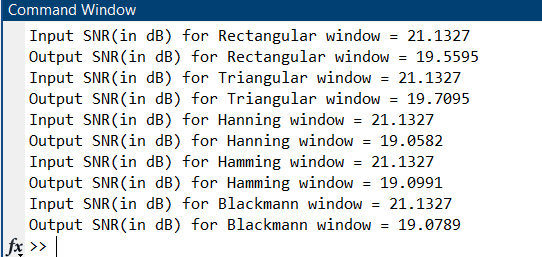 Command Window
Input SNR(in dB) for Rectangular window = 21.1327
Output SNR(in dB) for Rectangular window = 19.5595
Input SNR(in dB) for Triangular window = 21.1327
Output SNR(in dB) for Triangular window = 19.7095
Input SNR(in dB) for Hanning window = 21.1327
Output SNR(in dB) for Hanning window = 19.0582
Input SNR(in dB) for Hamming window = 21.1327
Output SNR(in dB) for Hamming window = 19.0991
Input SNR(in dB) for Blackmann window = 21.1327
Output SNR(in dB) for Blackmann window = 19.0789
fx >>